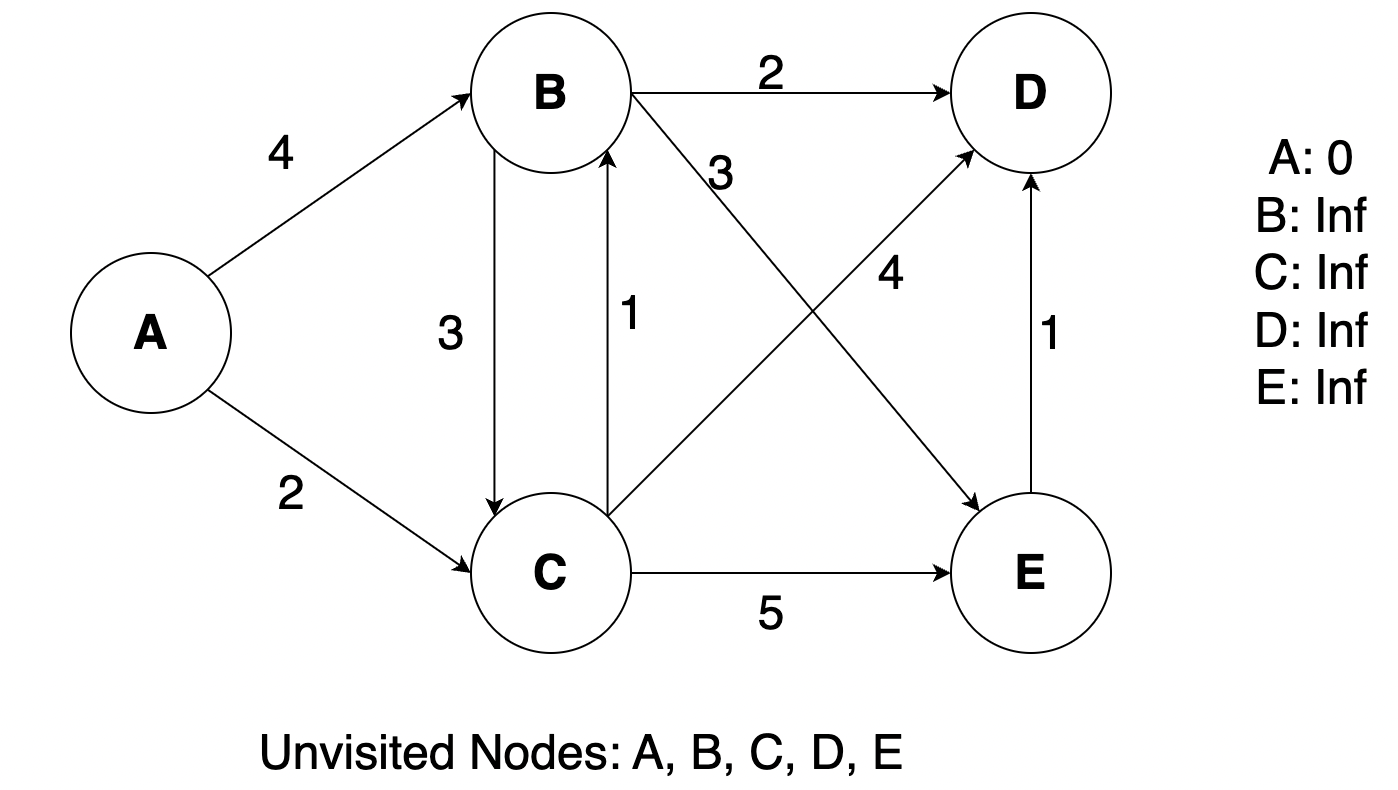 B
2
D
4
3
A: 0
B: Inf
4
C: Inf
A
3
1
1
D: Inf
E: Inf
2
C
5
E
Unvisited Nodes: A, B, C, D, E